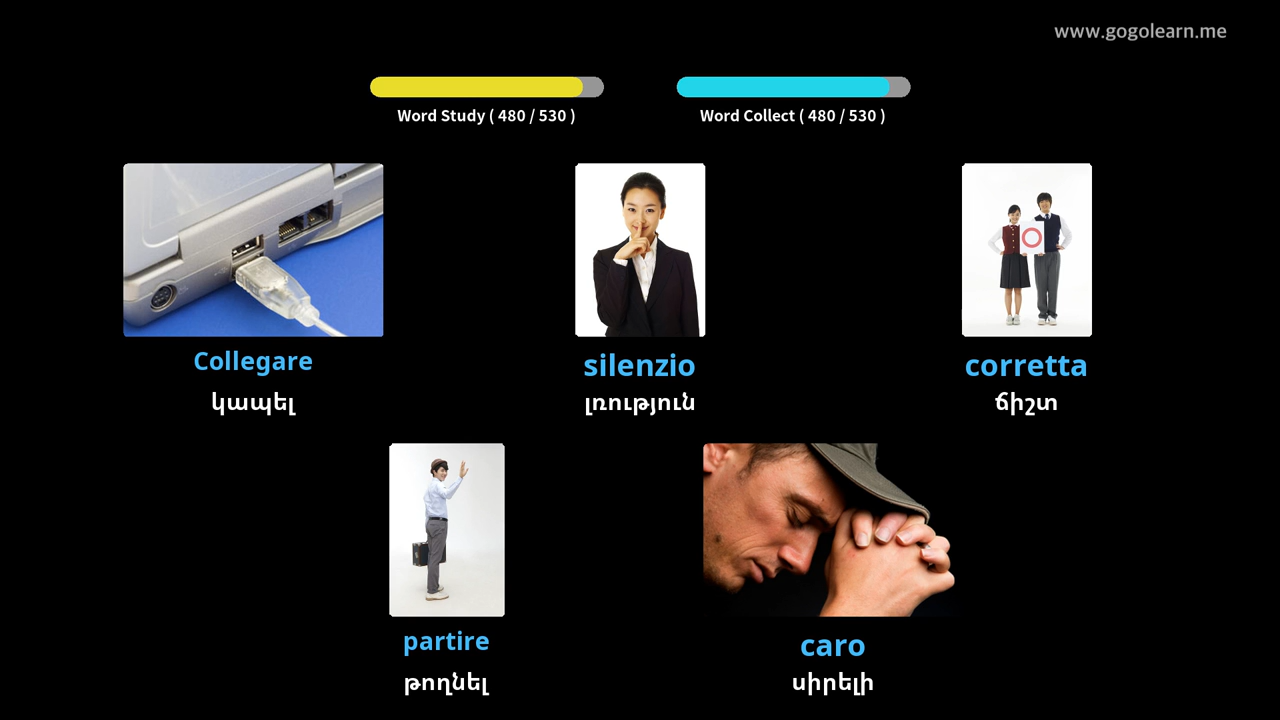 www.gogolearn.me
Word Study ( 480 / 530 )
Word Collect ( 480 / 530 )
Collegare
կապել
silenzio
լռություն
corretta
ճիշտ
partire
թողնել
caro
սիրելի